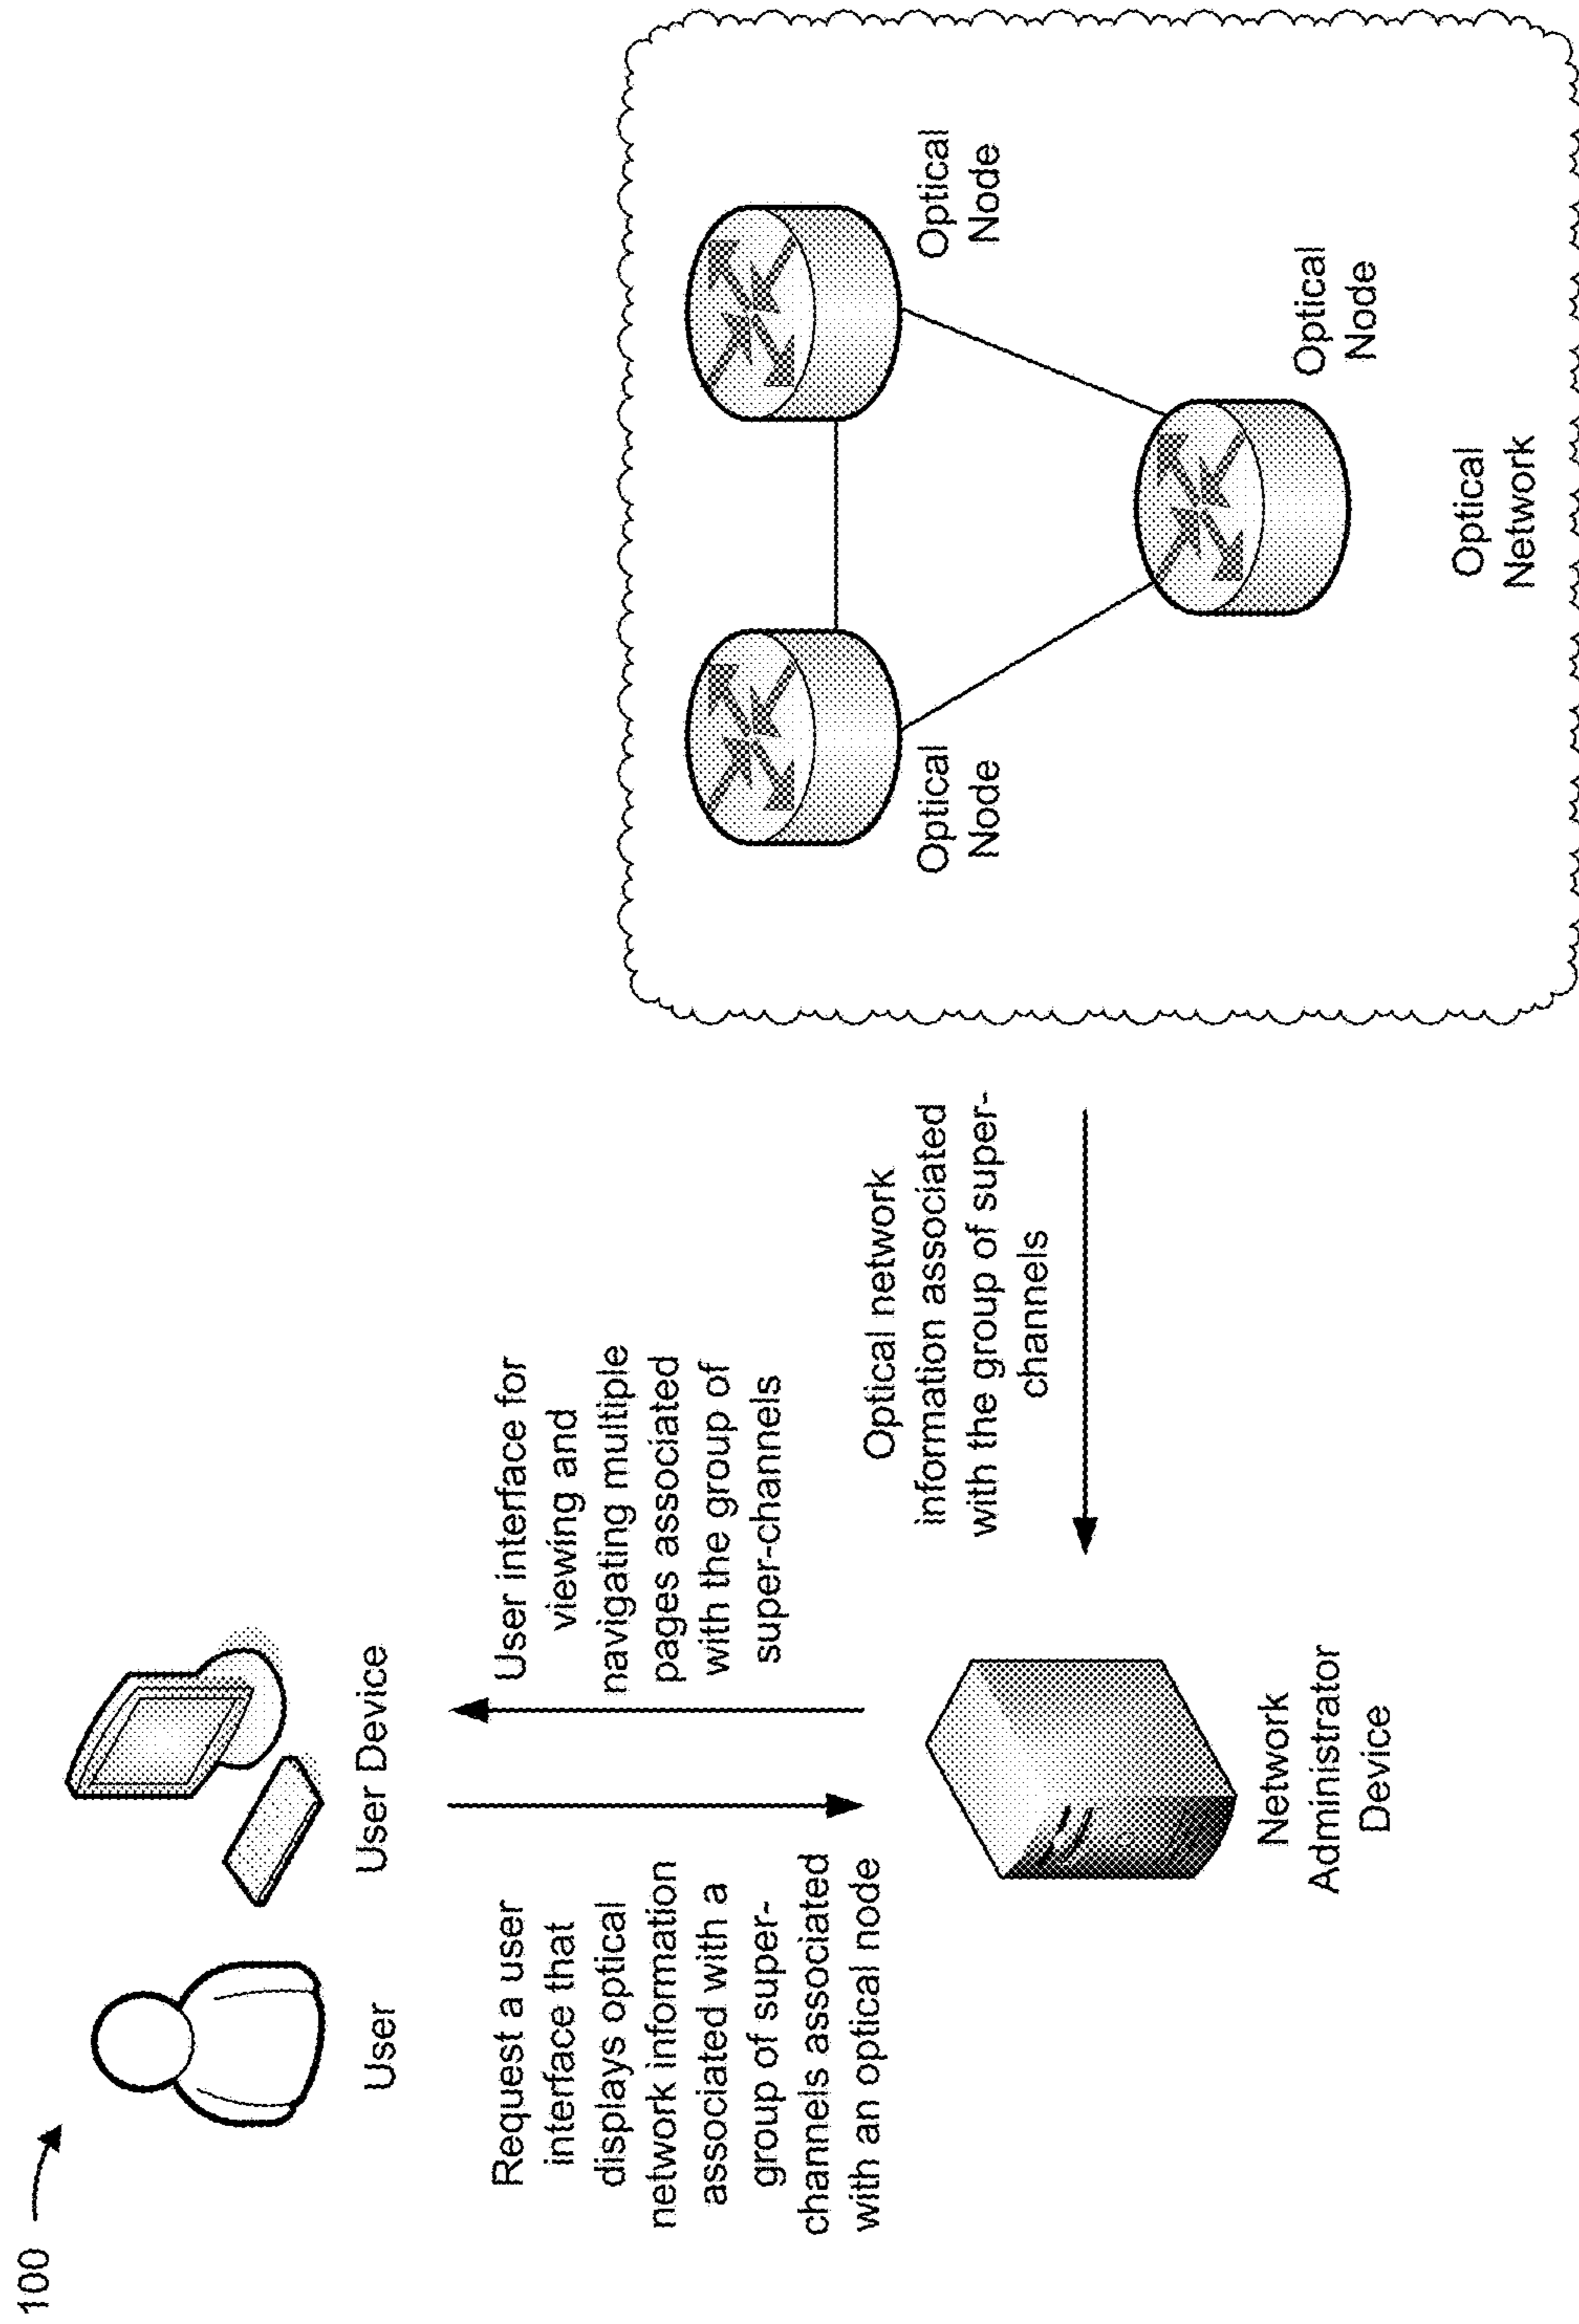 100
User
User Device
Request a user
interface that
displays optical
network information
associated with a
group of super-
channels associated
with an optical node
User interface for
viewing and
navigating multiple
pages associated
with the group of
super-channels
Network
Administrator
Device
Optical network
information associated
with the group of super-
channels
Optical
Node
Optical
Node
Optical
Node
Optical
Network